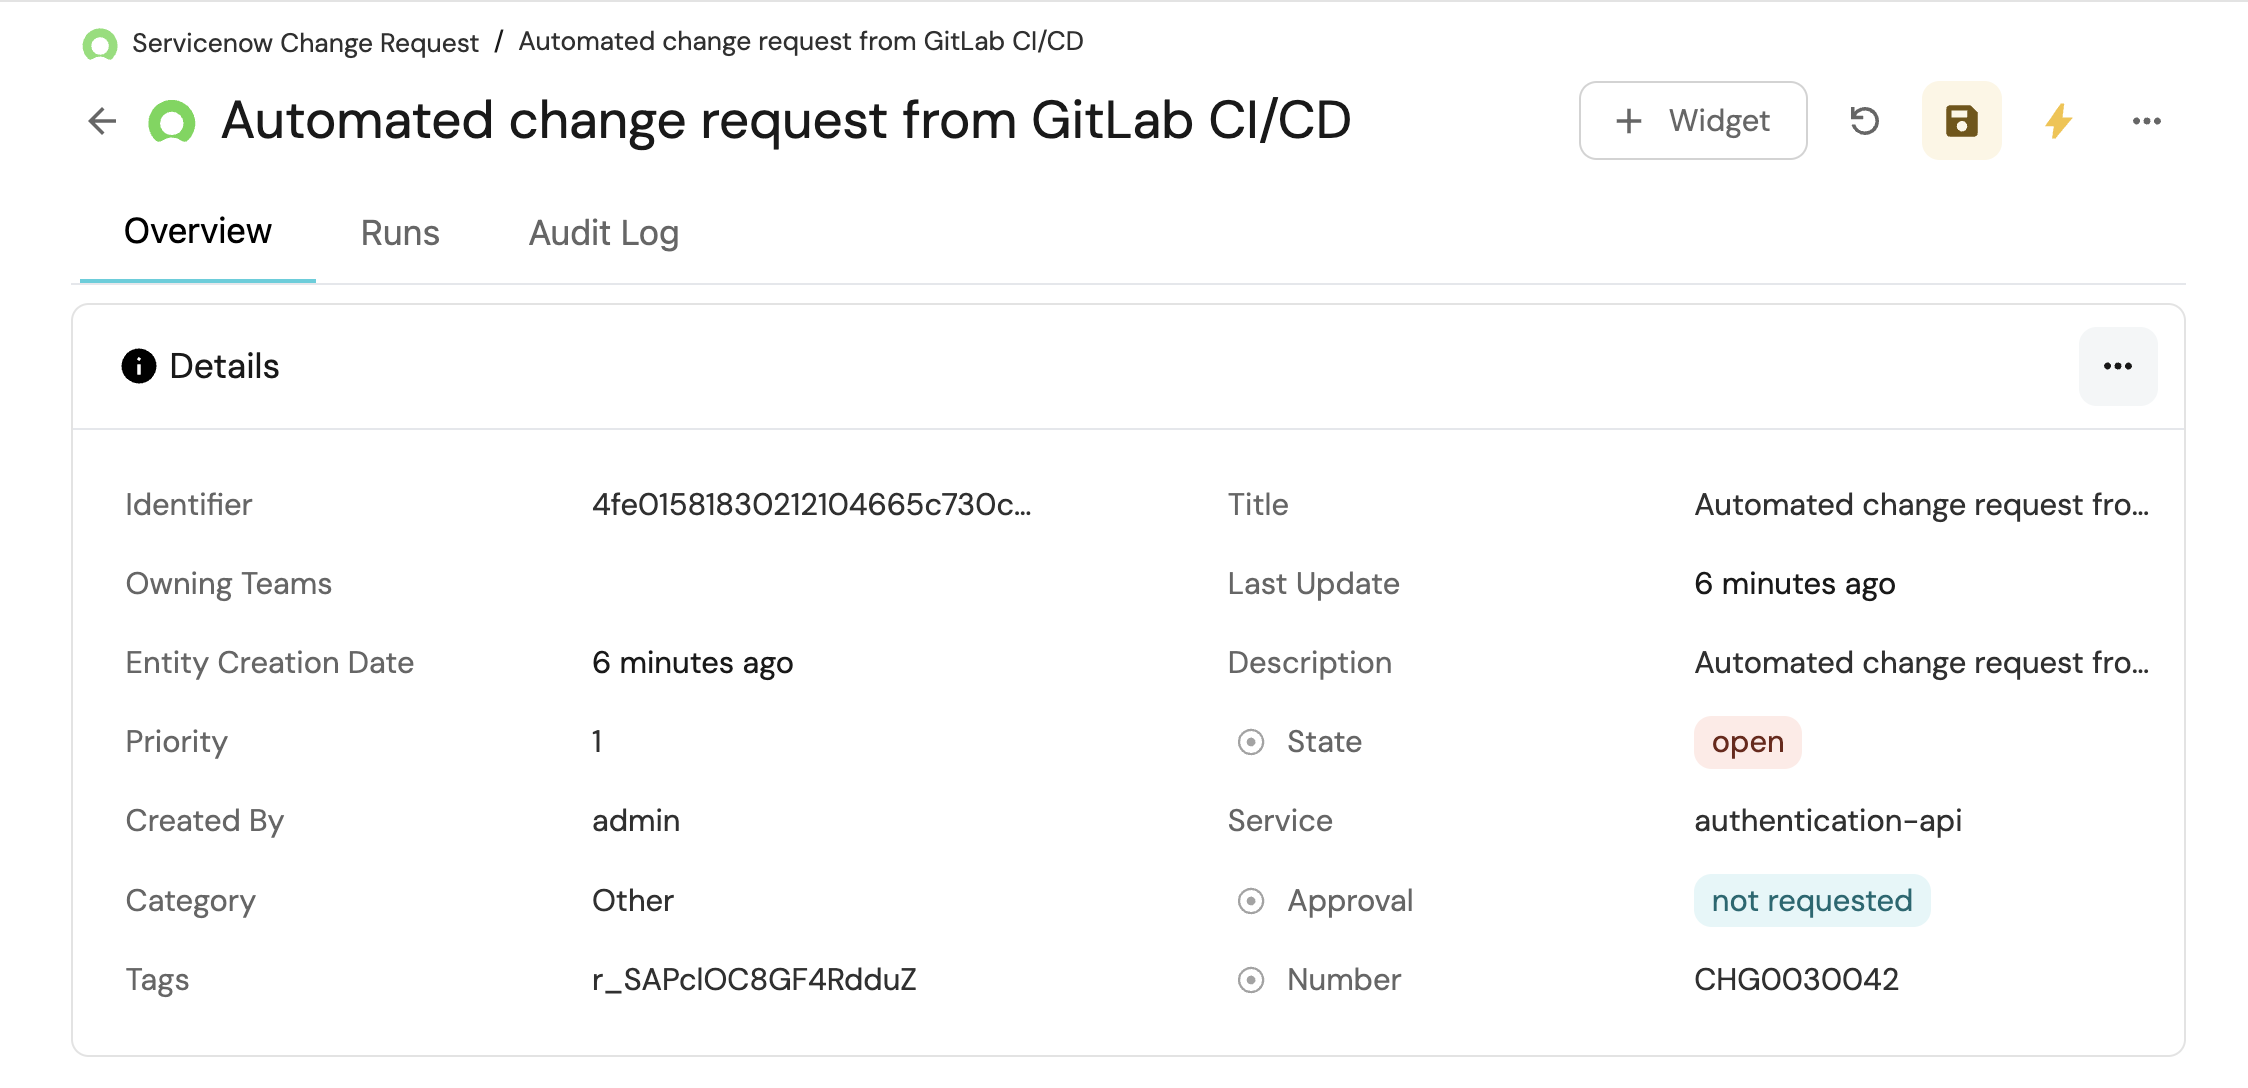 Servicenow Change Request / Automated change request from GitLab CI/CD
Automated change request from GitLab CI/CD
+ Widget
Overview Runs Audit Log
Details
Identifier 4fe01581830212104665c730c... Title Automated change request fro...
Owning Teams Last Update 6 minutes ago
Entity Creation Date 6 minutes ago Description Automated change request fro...
Priority 1 State open
Created By admin Service authentication-api
Category Other Approval not requested
Tags r_SAPclOC8GF4RdduZ Number CHG0030042